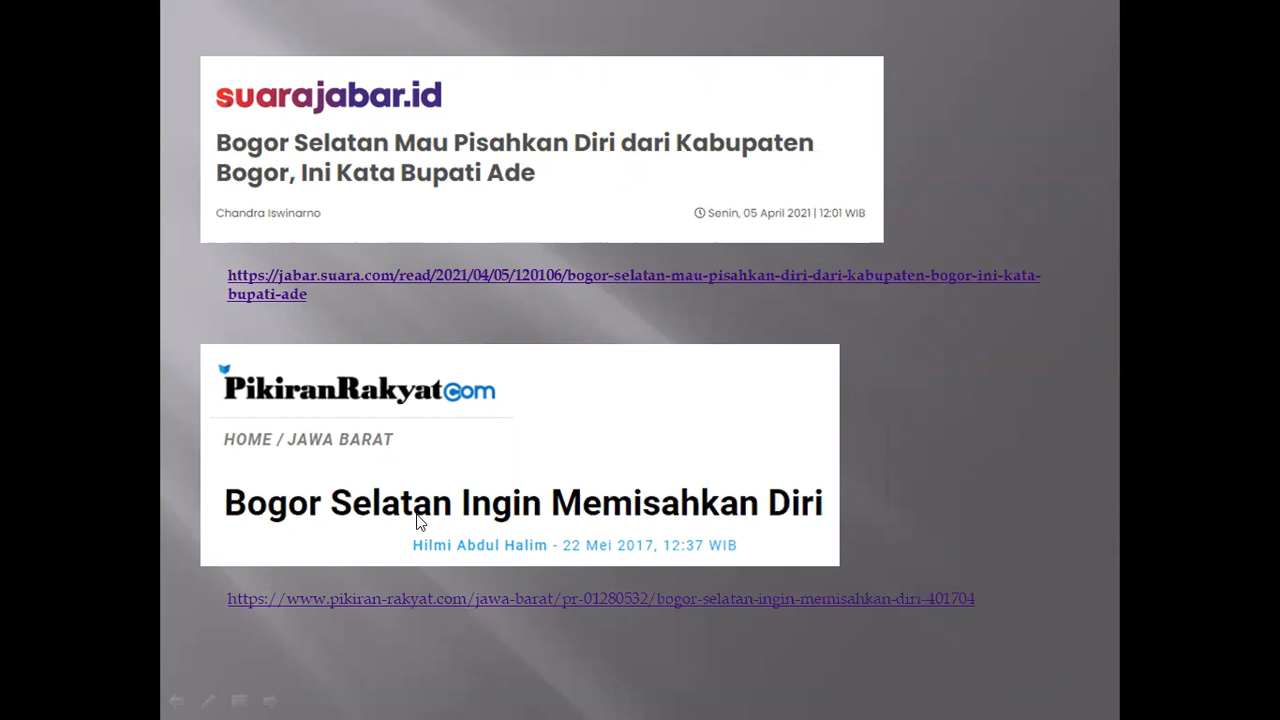 suarajabar.id
Bogor Selatan Mau Pisahkan Diri dari Kabupaten
Bogor, Ini Kata Bupati Ade
Chandra Iswinarno
Senin, 05 April 2021 | 12:01 WIB
https://jabar.suara.com/read/2021/04/05/120106/bogor-selatan-mau-pisahkan-diri-dari-kabupaten-bogor-ini-kata-
bupati-ade
PikiranRakyatcom
HOME / JAWA BARAT
Bogor Selatan Ingin Memisahkan Diri
Hilmi Abdul Halim - 22 Mei 2017, 12:37 WIB
https://www.pikiran-rakyat.com/jawa-barat/pr-01280532/bogor-selatan-ingin-memisahkan-diri-401704